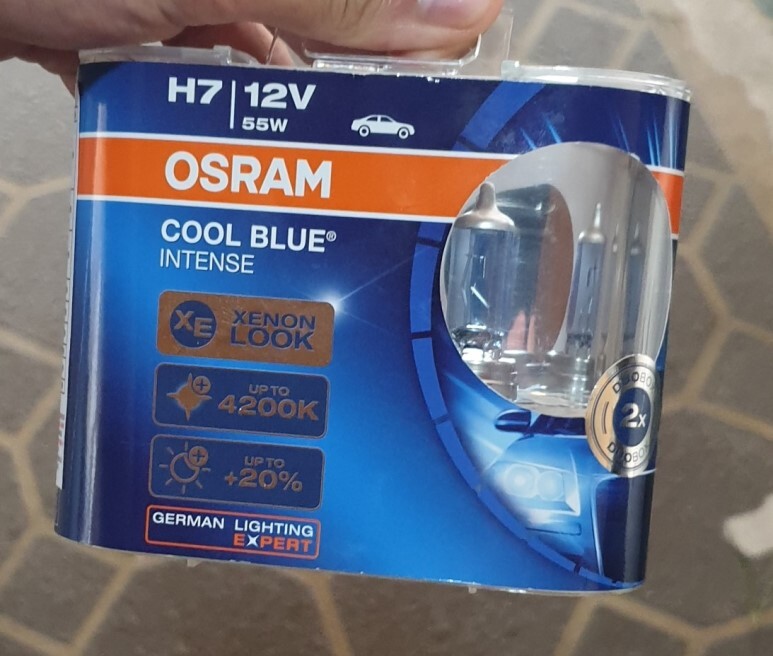 H7 | 12V
55W
OSRAM
COOL BLUE®
INTENSE
XE XENON
LOOK
UP TO
4200K
UP TO
+20%
GERMAN LIGHTING
EXPERT
2x